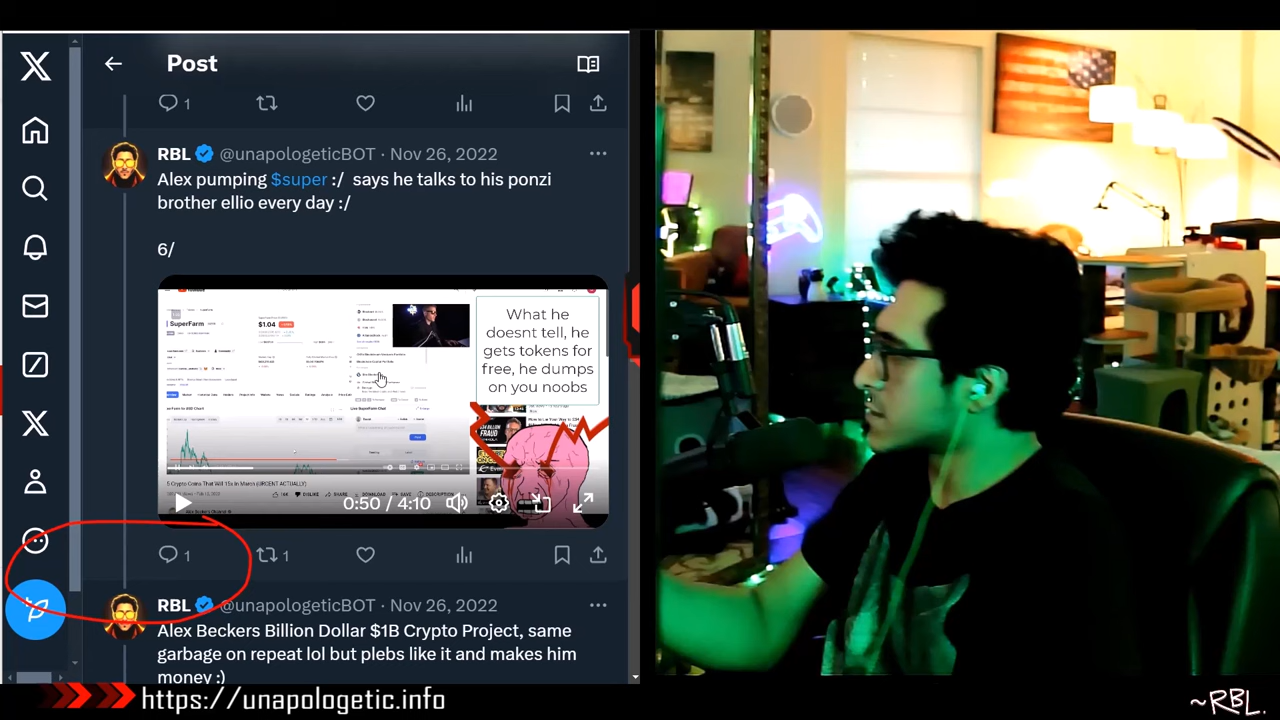 Post
1
RBL @unapologeticBOT · Nov 26, 2022
Alex pumping $super :/ says he talks to his ponzi
brother ellio every day :/
6/
SuperFarm
$1.04
What he
doesnt tell, he
gets tokens for
free, he dumps
on you noobs
5 Crypto Coins That Will 15x In March (URGENT ACTUALLY)
0:50 / 4:10
1
1
RBL @unapologeticBOT · Nov 26, 2022
Alex Beckers Billion Dollar $1B Crypto Project, same
garbage on repeat lol but plebs like it and makes him
money :)
https://unapologetic.info
~RBL.